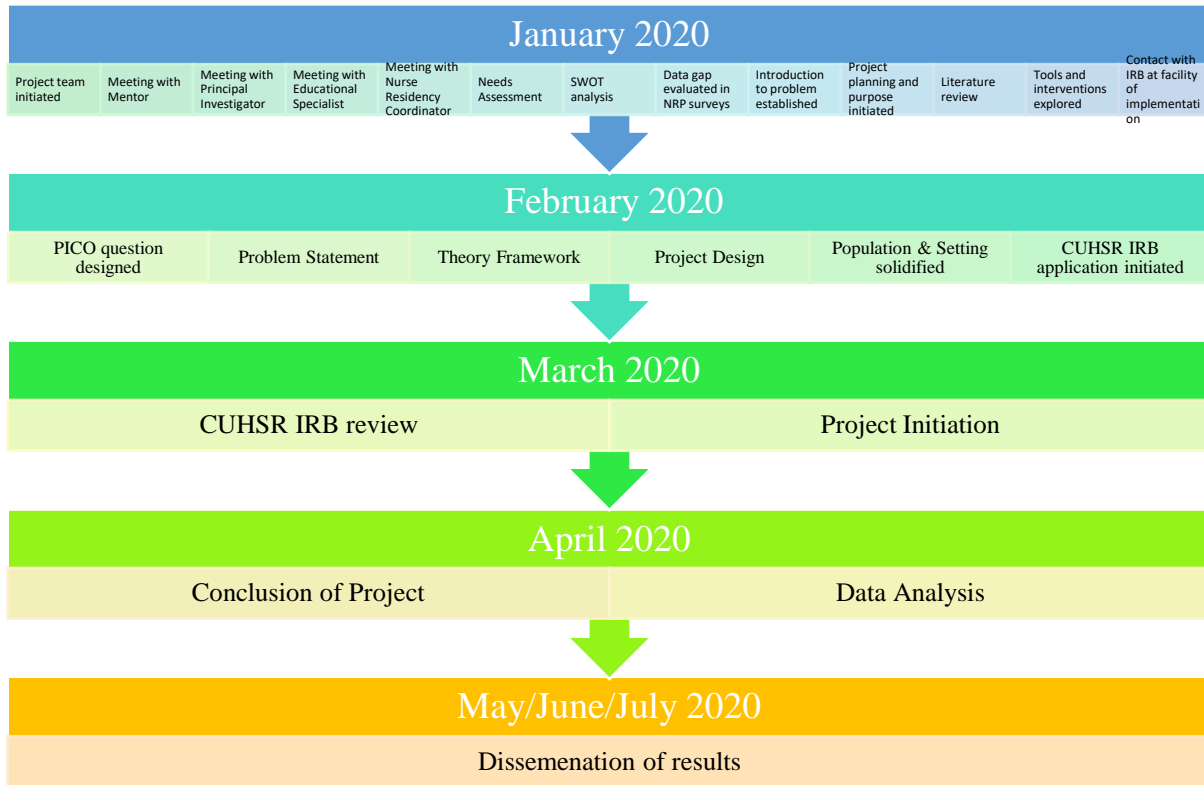 January 2020
Project team
initiated
Meeting with
Mentor
Meeting with
Principal
Investigator
Meeting with
Educational
Specialist
Meeting with
Nurse
Residency
Coordinator
Needs
Assessment
SWOT
analysis
Data gap
evaluated in
NRP surveys
Introduction
to problem
established
Project
planning and
purpose
initiated
Literature
review
Tools and
interventions
explored
Contact with
IRB at facility
of
implementati
on
February 2020
PICO question
designed
Problem Statement
Theory Framework
Project Design
Population & Setting
solidified
CUHSR IRB
application initiated
March 2020
CUHSR IRB review
Project Initiation
April 2020
Conclusion of Project
Data Analysis
May/June/July 2020
Dissemenation of results